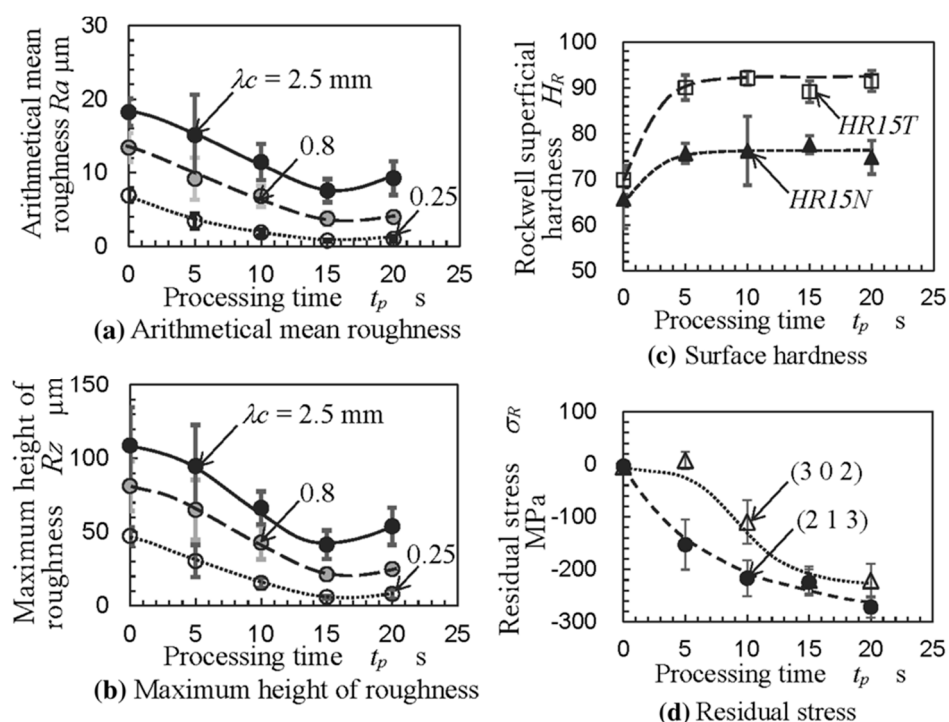 Arithmetical mean
roughness Ra μm
30
20
10
0
λc = 2.5 mm
0.8
0.25
0 5 10 15 20 25
Processing time tp s
(a) Arithmetical mean roughness
Maximum height of
roughness Rz μm
150
100
50
0
λc = 2.5 mm
0.8
0.25
0 5 10 15 20 25
Processing time tp s
(b) Maximum height of roughness
Rockwell superficial
hardness HR
100
90
80
70
60
50
HR15T
HR15N
0 5 10 15 20 25
Processing time tp s
(c) Surface hardness
Residual stress σR
MPa
100
0
-100
-200
-300
(3 0 2)
(2 1 3)
0 5 10 15 20 25
Processing time tp s
(d) Residual stress